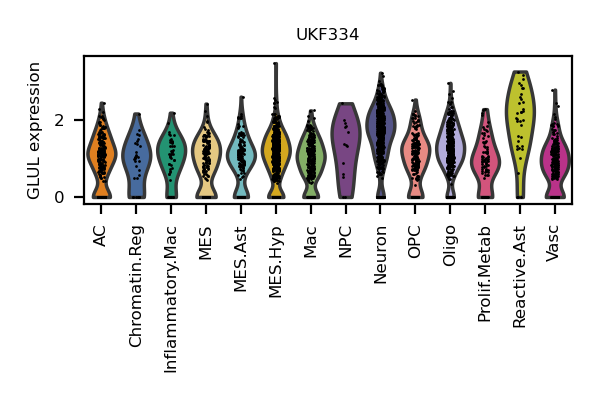 UKF334
GLUL expression
2
0
AC
Chromatin.Reg
Inflammatory.Mac
MES
MES.Ast
MES.Hyp
Mac
NPC
Neuron
OPC
Oligo
Prolif.Metab
Reactive.Ast
Vasc